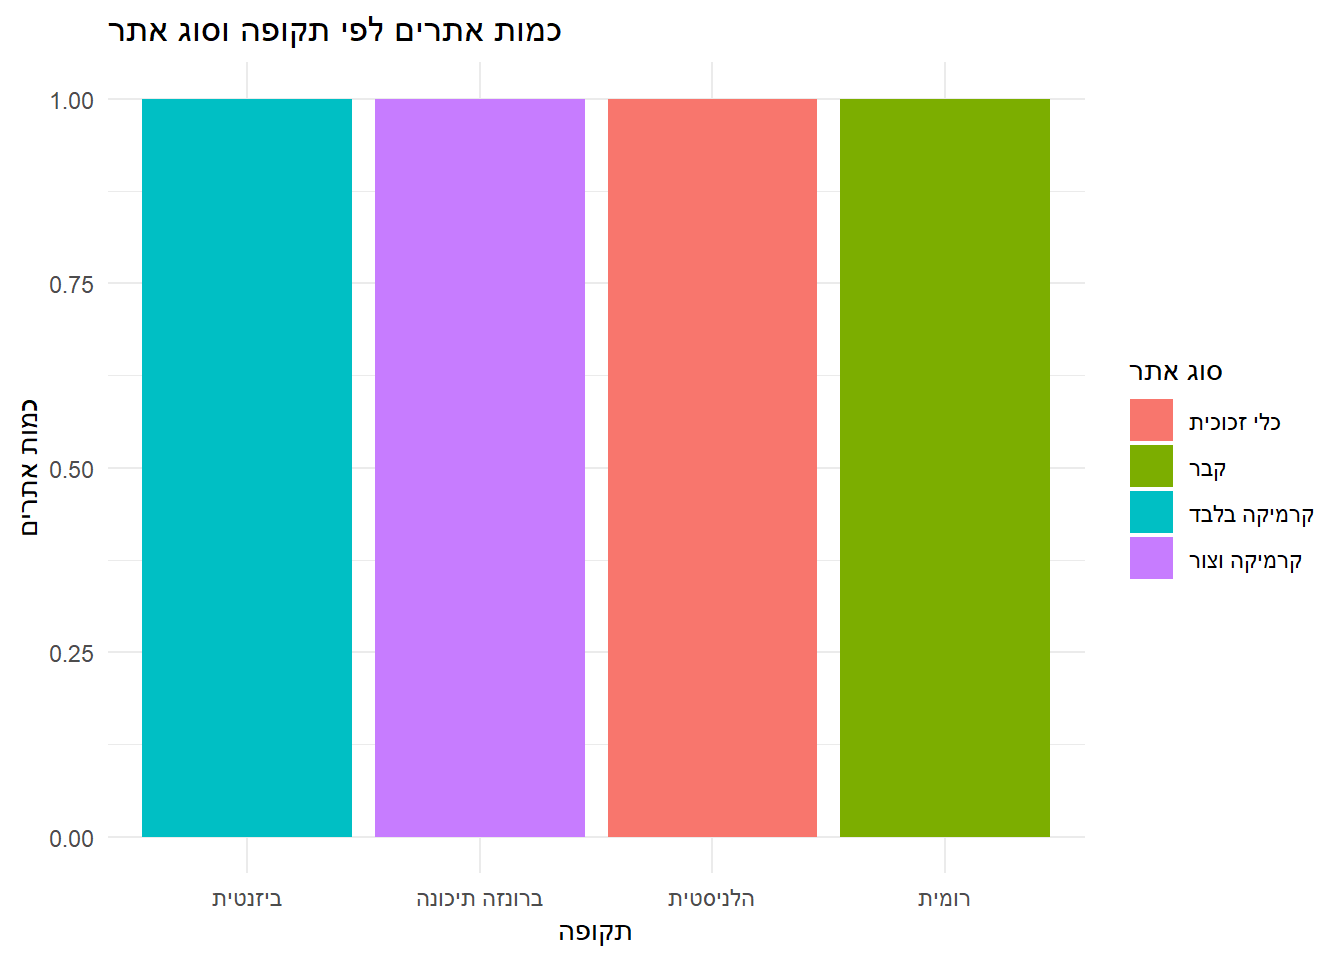 כמות אתרים לפי תקופה וסוג אתר
1.00
0.75
0.50
0.25
0.00
כמות אתרים
ביזנטית
ברונזה תיכונה
הלניסטית
רומית
תקופה
סוג אתר
כלי זכוכית
קבר
קרמיקה בלבד
קרמיקה וצור